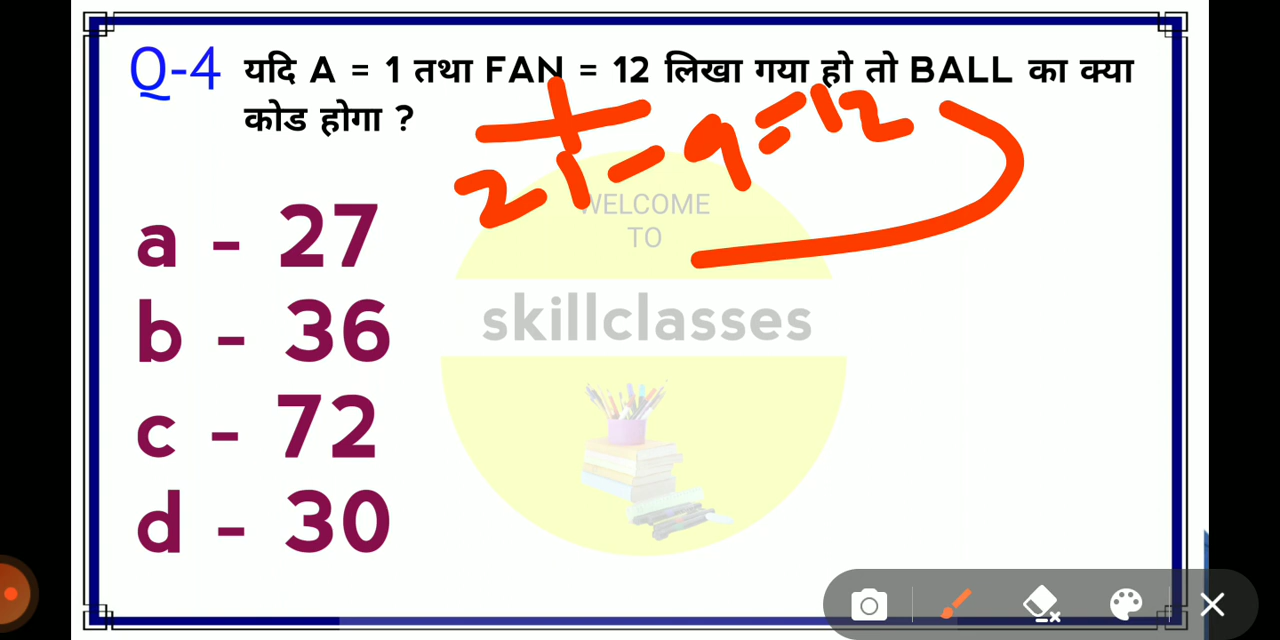 Q-4 यदि A = 1 तथा FAN = 12 लिखा गया हो तो BALL का क्या
कोड होगा ?
21 - 9 = 12
WELCOME
TO
a - 27
skillclasses
b - 36
c - 72
d - 30